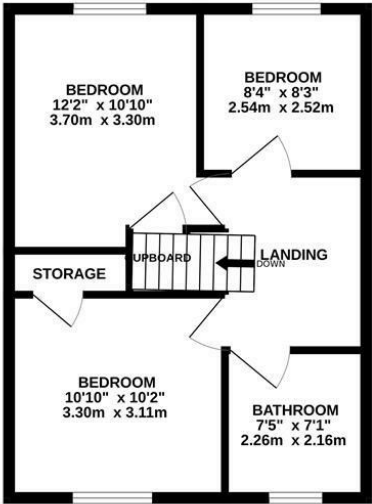 BEDROOM
12'2" x 10'10"
3.70m x 3.30m
BEDROOM
8'4" x 8'3"
2.54m x 2.52m
UPBOARD
LANDING
DOWN
STORAGE
BEDROOM
10'10" x 10'2"
3.30m x 3.11m
BATHROOM
7'5" x 7'1"
2.26m x 2.16m